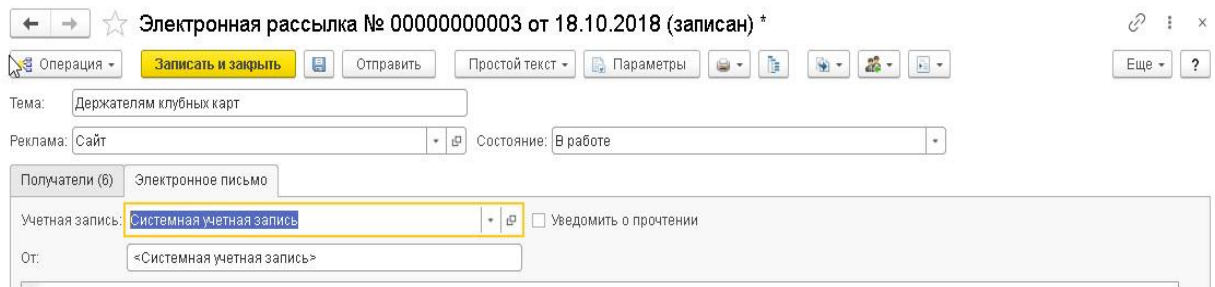 Электронная рассылка № 00000000003 от 18.10.2018 (записан) *
Операция Записать и закрыть Отправить Простой текст Параметры Еще ?
Тема: Держателям клубных карт
Реклама: Сайт Состояние: В работе
Получатели (6) Электронное письмо
Учетная запись: Системная учетная запись Уведомить о прочтении
От: <Системная учетная запись>